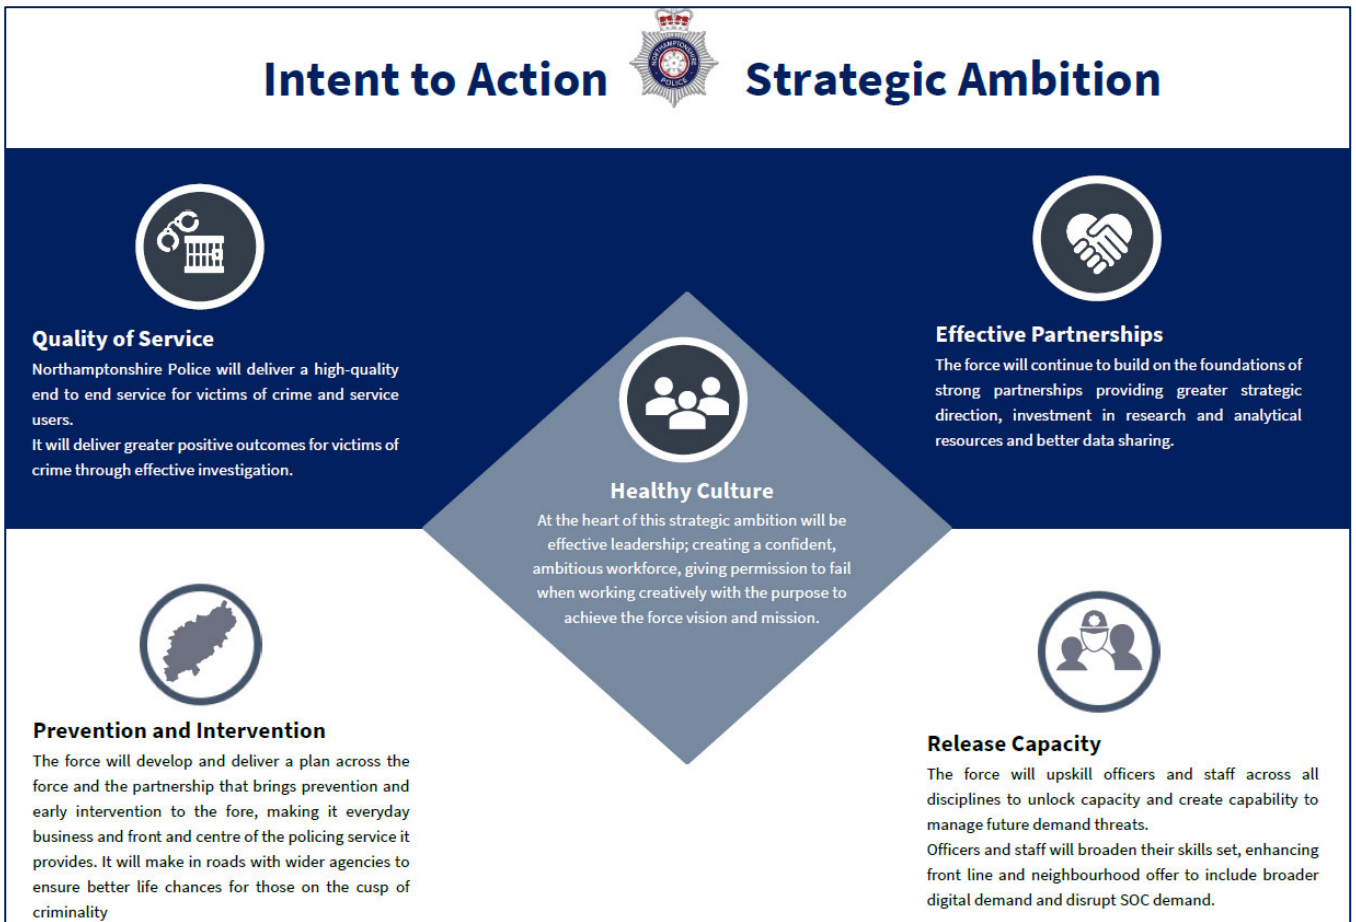 Intent to Action
NORTHAMPTONSHIRE
POLICE
Strategic Ambition
Quality of Service
Northamptonshire Police will deliver a high-quality
end to end service for victims of crime and service
users.
It will deliver greater positive outcomes for victims of
crime through effective investigation.
Effective Partnerships
The force will continue to build on the foundations of
strong partnerships providing greater strategic
direction, investment in research and analytical
resources and better data sharing.
Healthy Culture
At the heart of this strategic ambition will be
effective leadership; creating a confident,
ambitious workforce, giving permission to fail
when working creatively with the purpose to
achieve the force vision and mission.
Prevention and Intervention
The force will develop and deliver a plan across the
force and the partnership that brings prevention and
early intervention to the fore, making it everyday
business and front and centre of the policing service it
provides. It will make in roads with wider agencies to
ensure better life chances for those on the cusp of
criminality
Release Capacity
The force will upskill officers and staff across all
disciplines to unlock capacity and create capability to
manage future demand threats.
Officers and staff will broaden their skills set, enhancing
front line and neighbourhood offer to include broader
digital demand and disrupt SOC demand.